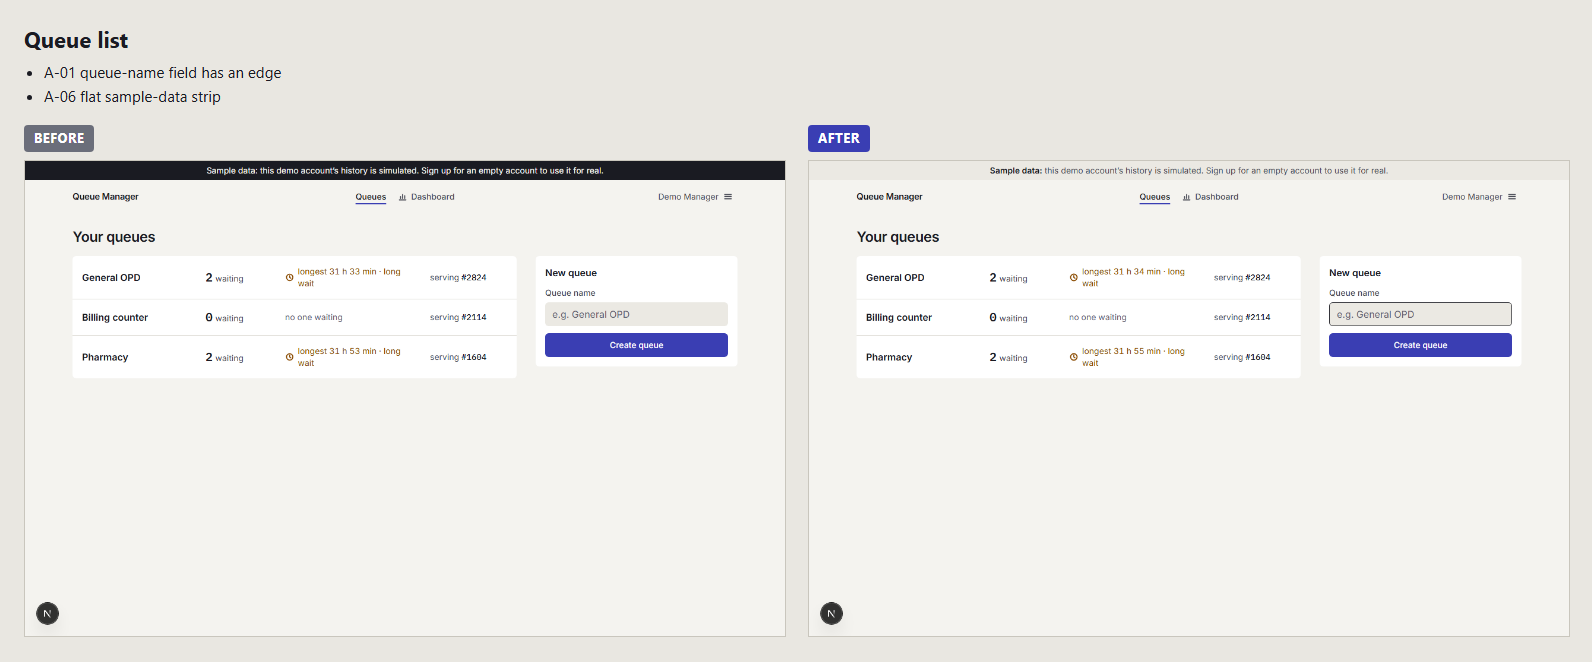 Queue list
A-01 queue-name field has an edge
A-06 flat sample-data strip
BEFORE
Sample data: this demo account's history is simulated. Sign up for an empty account to use it for real.
Queue Manager
Queues
Dashboard
Demo Manager
Your queues
General OPD
2 waiting
longest 31 h 33 min · long
wait
serving #2824
Billing counter
0 waiting
no one waiting
serving #2114
Pharmacy
2 waiting
longest 31 h 53 min · long
wait
serving #1604
New queue
Queue name
e.g. General OPD
Create queue
N
AFTER
Sample data: this demo account's history is simulated. Sign up for an empty account to use it for real.
Queue Manager
Queues
Dashboard
Demo Manager
Your queues
General OPD
2 waiting
longest 31 h 34 min · long
wait
serving #2824
Billing counter
0 waiting
no one waiting
serving #2114
Pharmacy
2 waiting
longest 31 h 55 min · long
wait
serving #1604
New queue
Queue name
e.g. General OPD
Create queue
N